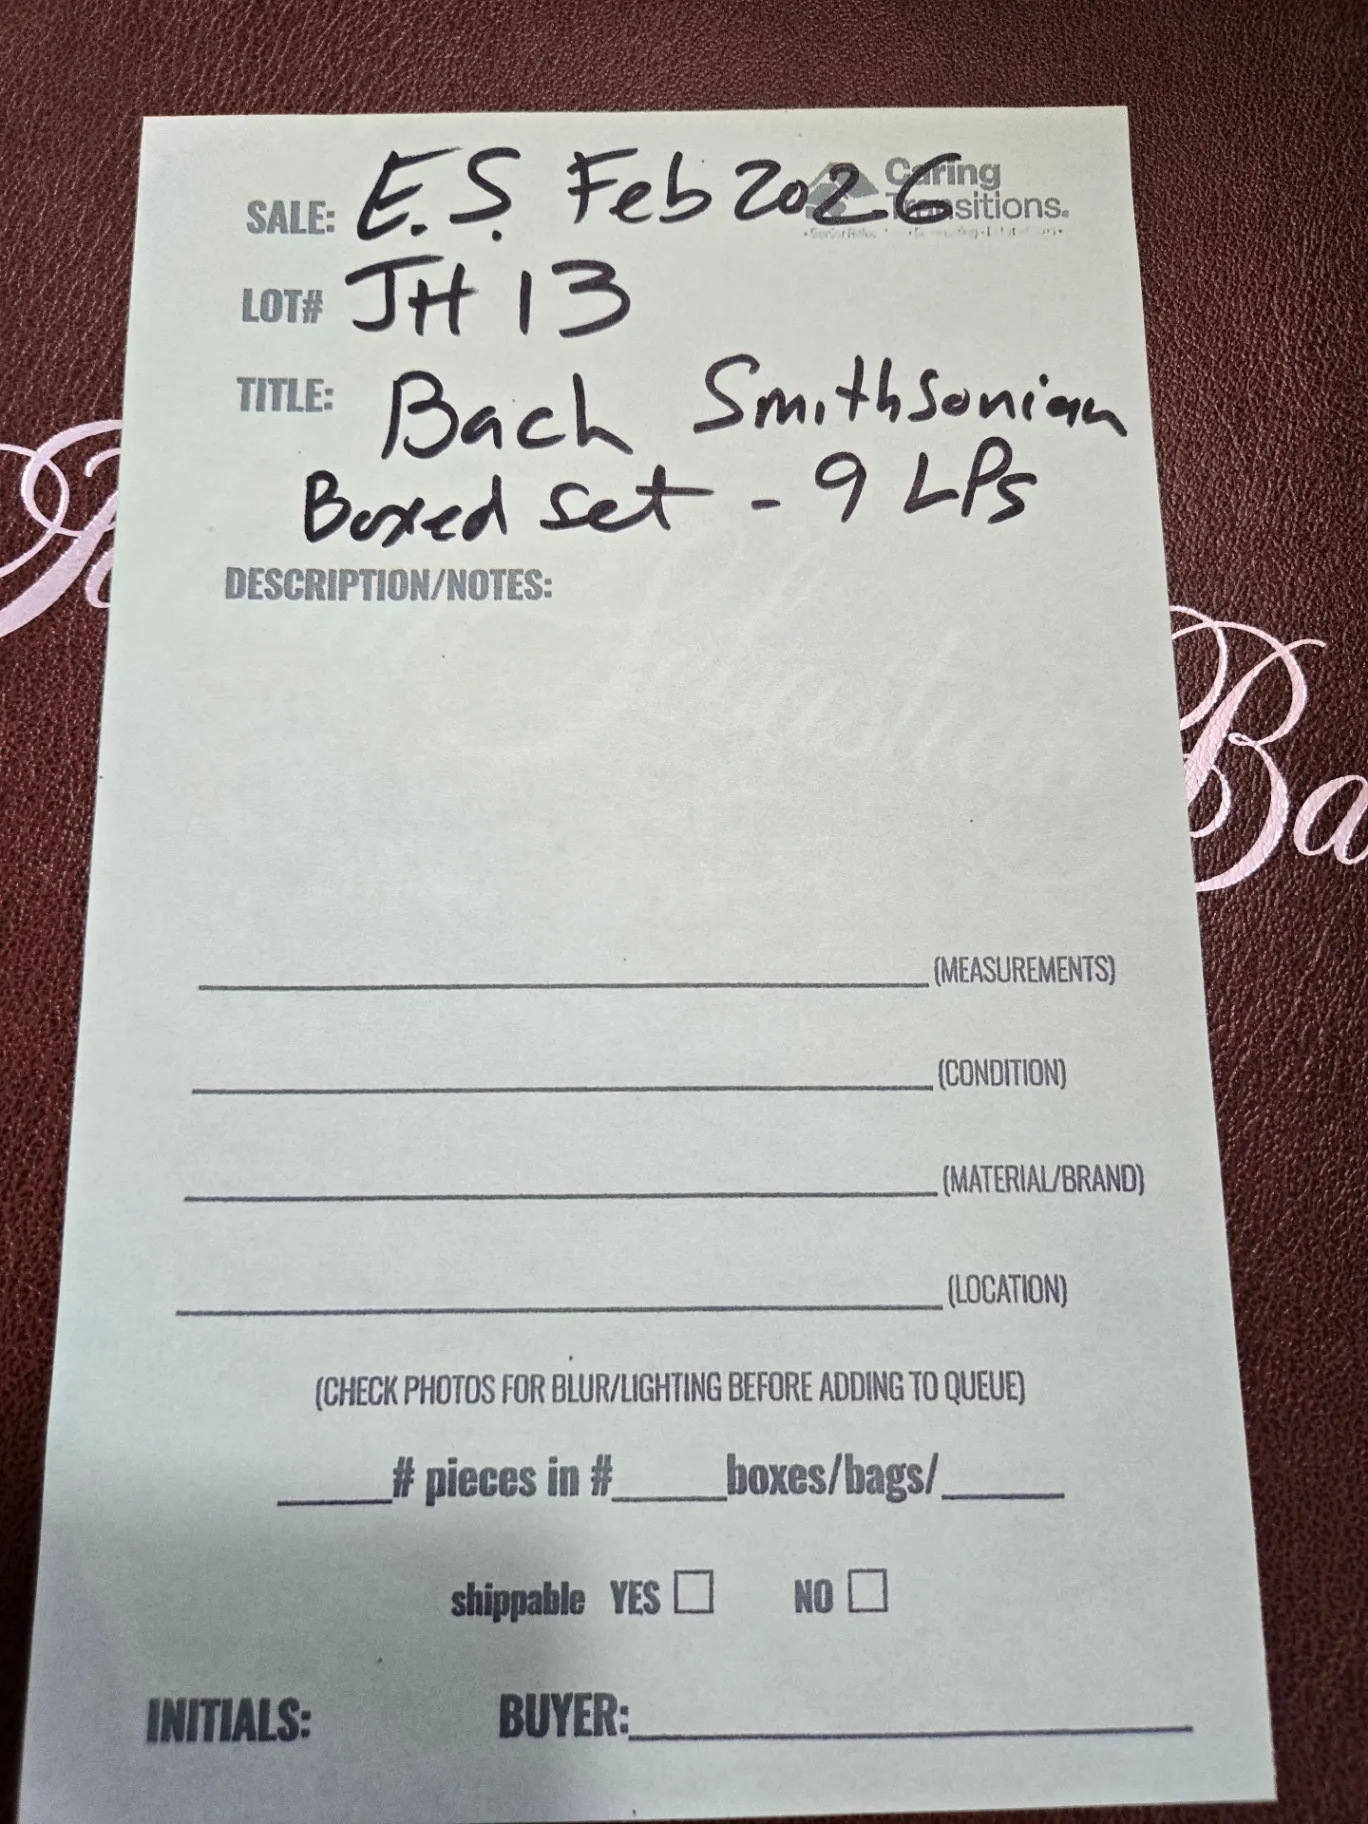 Caring
Transitions.
SALE: E.S. Feb 2026
LOT# JH 13
TITLE: Bach Smithsonian
Boxed set - 9 LPs
DESCRIPTION/NOTES:
Sebastian
Ba
(MEASUREMENTS)
(CONDITION)
(MATERIAL/BRAND)
(LOCATION)
(CHECK PHOTOS FOR BLUR/LIGHTING BEFORE ADDING TO QUEUE)
# pieces in # boxes/bags/
shippable YES NO
INITIALS: BUYER: